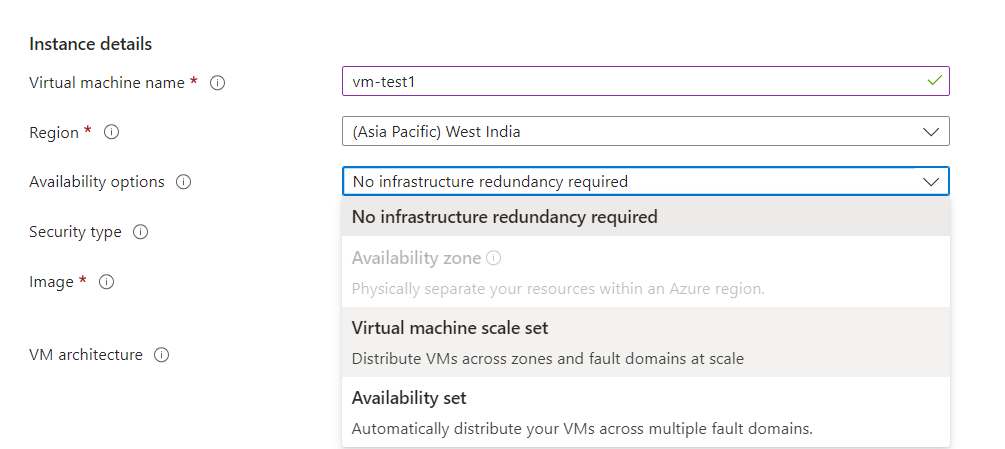 Instance details
Virtual machine name *
vm-test1
Region *
(Asia Pacific) West India
Availability options
No infrastructure redundancy required
No infrastructure redundancy required
Security type
Availability zone
Image *
Physically separate your resources within an Azure region.
Virtual machine scale set
VM architecture
Distribute VMs across zones and fault domains at scale
Availability set
Automatically distribute your VMs across multiple fault domains.